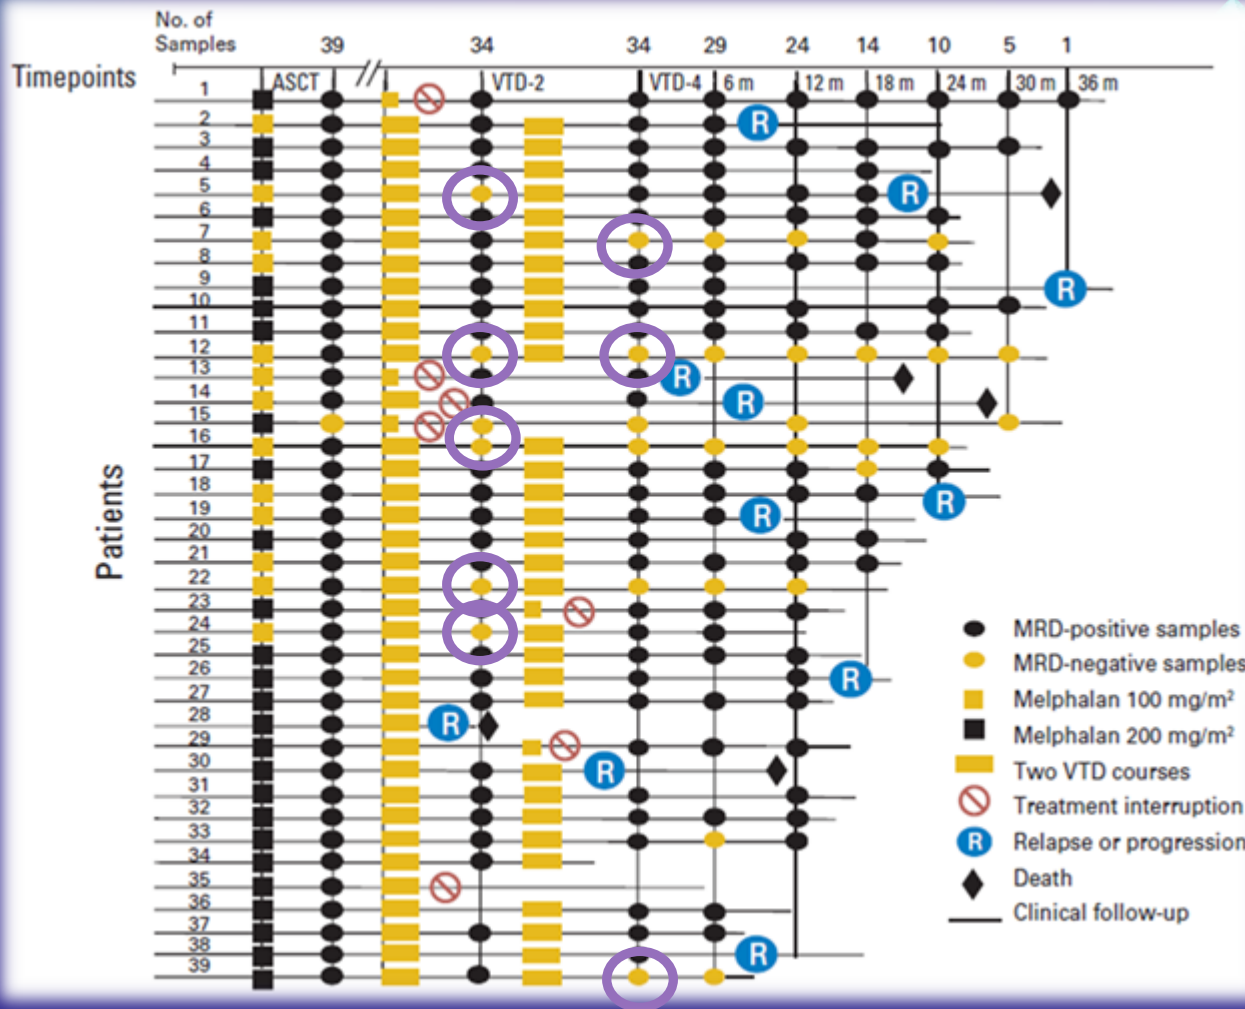 No. of
Samples 39 34 34 29 24 14 10 5 1
Timepoints
ASCT VTD-2 VTD-4 6 m 12 m 18 m 24 m 30 m 36 m
1
2
R
3
4
5
R
6
7
8
9
R
10
11
12
13
R
14
R
15
16
17
18
R
19
R
20
21
22
23
24
25
26
R
27
28
R
29
30
R
31
32
33
34
35
36
37
38
R
39
Patients
MRD-positive samples
MRD-negative samples
Melphalan 100 mg/m²
Melphalan 200 mg/m²
Two VTD courses
Treatment interruption
R Relapse or progression
Death
Clinical follow-up